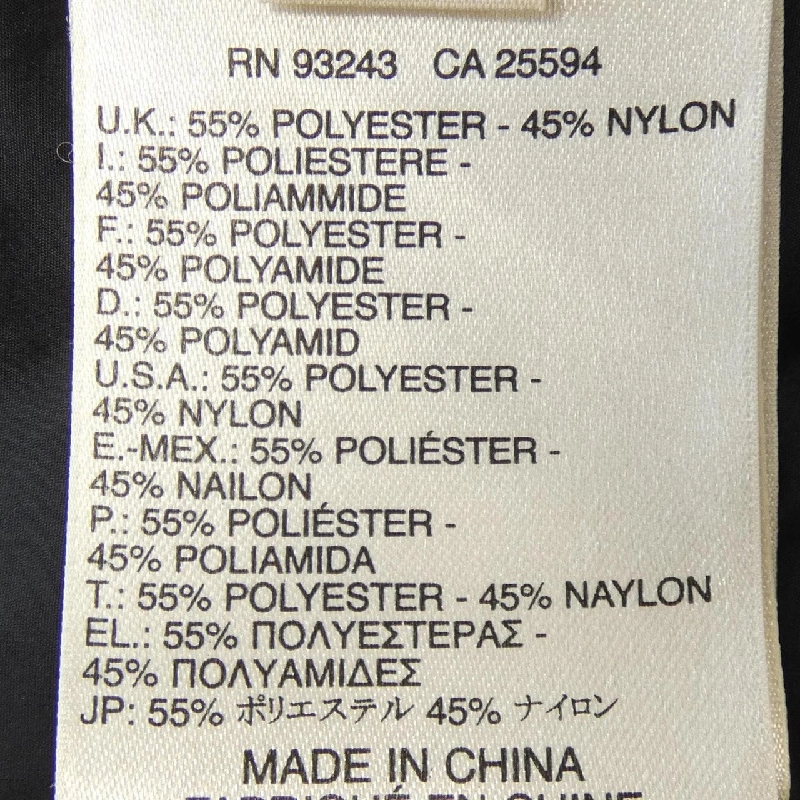 RN 93243 CA 25594
U.K.: 55% POLYESTER - 45% NYLON
I.: 55% POLIESTERE -
45% POLIAMMIDE
F.: 55% POLYESTER -
45% POLYAMIDE
D.: 55% POLYESTER -
45% POLYAMID
U.S.A.: 55% POLYESTER -
45% NYLON
E.-MEX.: 55% POLIÉSTER -
45% NAILON
P.: 55% POLIÉSTER -
45% POLIAMIDA
T.: 55% POLYESTER - 45% NAYLON
EL.: 55% ΠΟΛΥΕΣΤΕΡΑΣ -
45% ΠΟΛΥΑΜΙΔΕΣ
JP: 55% ポリエステル 45% ナイロン
MADE IN CHINA
FABRIQUÉ EN CHINE